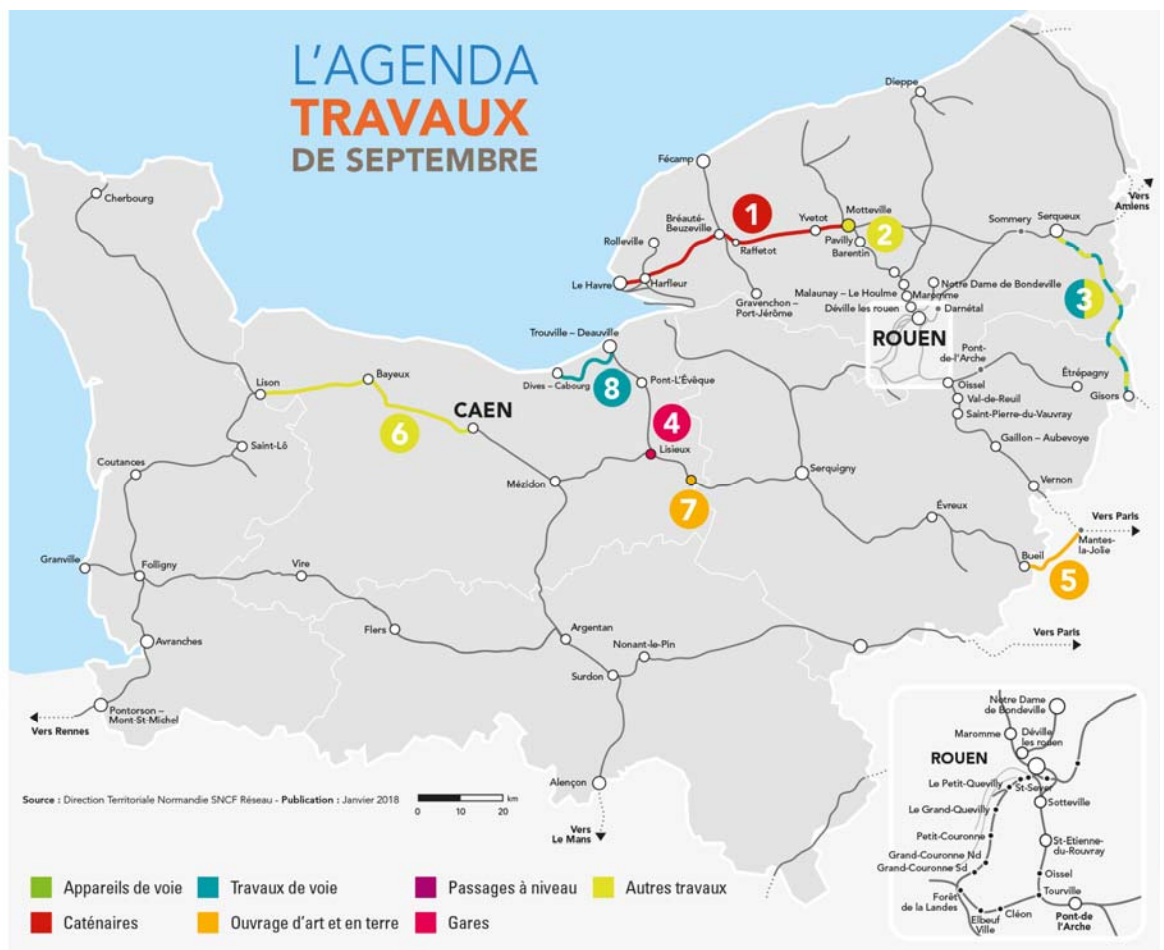 L'AGENDA
TRAVAUX
DE SEPTEMBRE
Dieppe
Fécamp
Cherbourg
Vers
Amiens
1
Bréauté-
Beuzeville
Yvetot
Motteville
2
Sommery
Serqueux
Rolleville
Raffetot
Pavilly
Barentin
Le Havre
Harfleur
Gravenchon –
Port-Jérôme
Malaunay – Le Houlme
Maromme
Notre Dame de Bondeville
Déville les rouen
Darnétal
3
ROUEN
Trouville – Deauville
Pont-
de-l'Arche
Dives – Cabourg
8
Pont-L'Évèque
Oissel
Étrépagny
Gisors
Val-de-Reuil
Saint-Pierre-du-Vauvray
Bayeux
Lison
CAEN
6
4
Lisieux
Gaillon – Aubevoye
Saint-Lô
Coutances
Mézidon
7
Serquigny
Vernon
Évreux
Vers Paris
Mantes-
la-Jolie
Bueil
5
Granville
Folligny
Vire
Flers
Avranches
Argentan
Nonant-le-Pin
Surdon
Vers Paris
Pontorson –
Mont-St-Michel
Vers Rennes
Alençon
Vers
Le Mans
Source : Direction Territoriale Normandie SNCF Réseau - Publication : Janvier 2018
km
0 10 20
Notre Dame
de Bondeville
Maromme
Déville
les rouen
ROUEN
Le Petit-Quevilly
St-Sever
Sotteville
Le Grand-Quevilly
Petit-Couronne
St-Etienne-
du-Rouvray
Grand-Couronne Nd
Grand-Couronne Sd
Oissel
Forêt
de la Landes
Tourville
Elbeuf
Ville
Cléon
Pont-de
l'Arche
Appareils de voie
Travaux de voie
Passages à niveau
Autres travaux
Caténaires
Ouvrage d'art et en terre
Gares